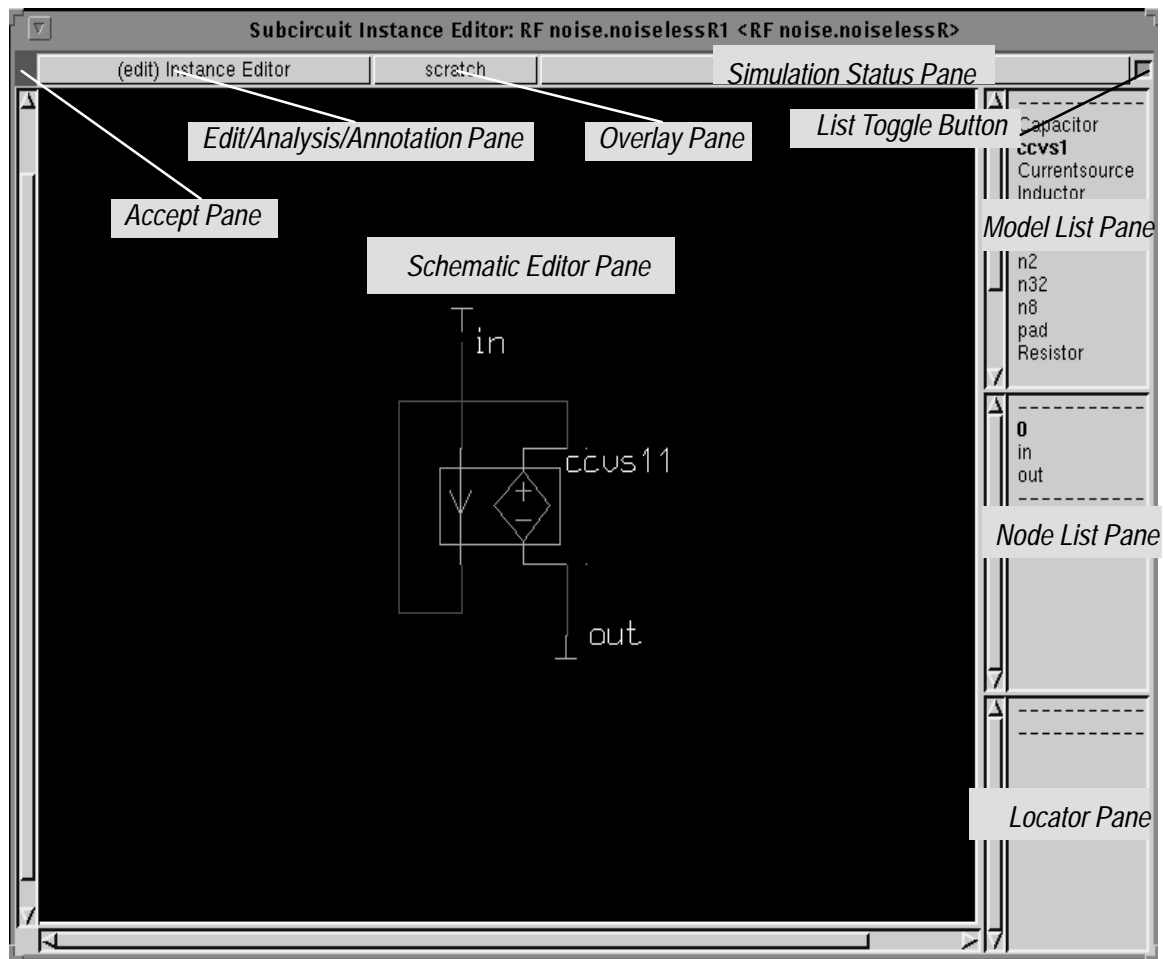 Subcircuit Instance Editor: RF noise.noiselessR1 <RF noise.noiselessR>
(edit) Instance Editor
scratch
Simulation Status Pane
Edit/Analysis/Annotation Pane
Overlay Pane
List Toggle Button
Accept Pane
Schematic Editor Pane
in
ccvs11
out
Capacitor
ccvs1
Currentsource
Inductor
Model List Pane
n2
n32
n8
pad
Resistor
0
in
out
Node List Pane
Locator Pane